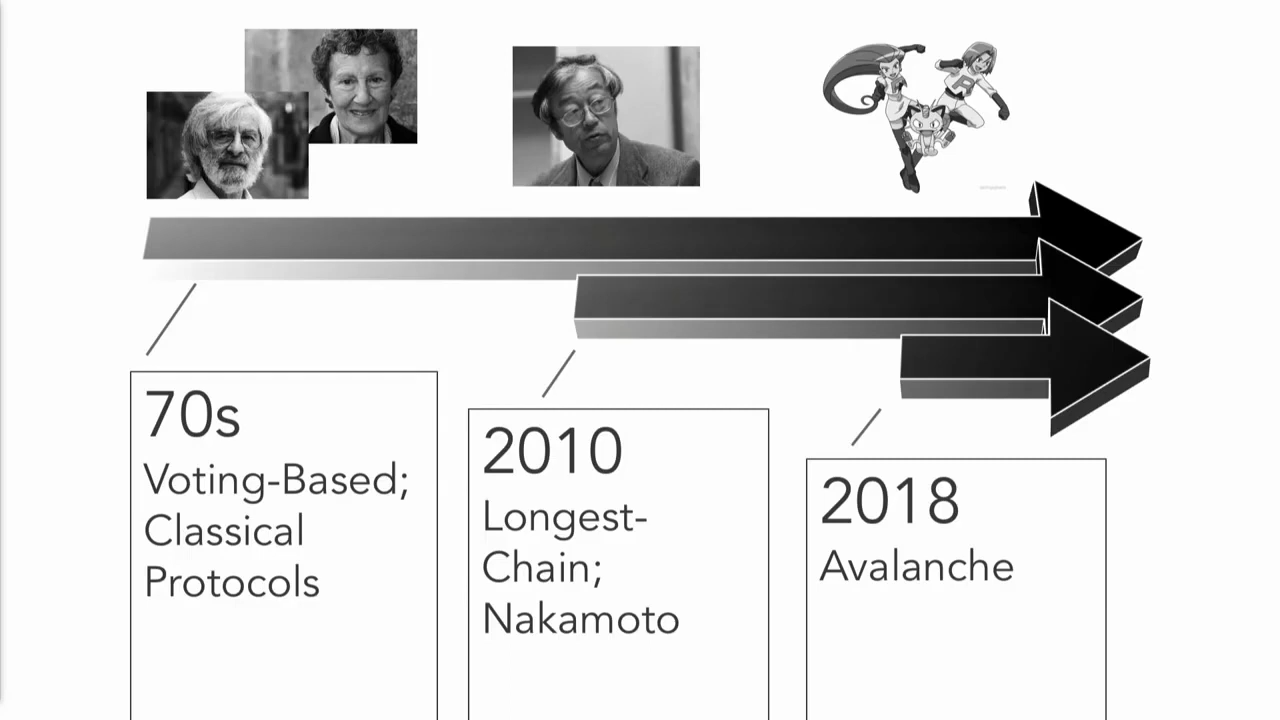 70s
Voting-Based;
Classical
Protocols
2010
Longest-
Chain;
Nakamoto
2018
Avalanche